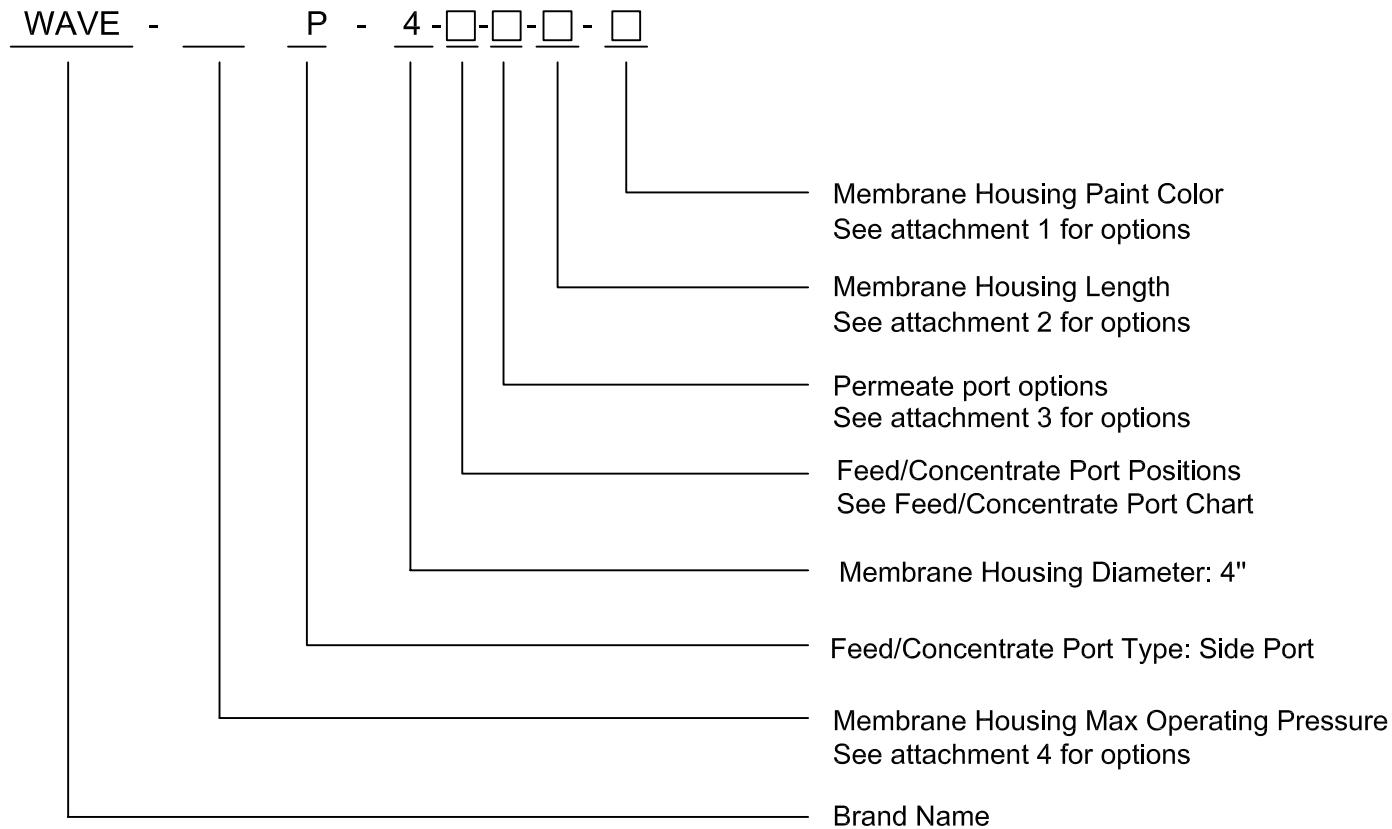 WAVE - P - 4 -□-□-□-□
Membrane Housing Paint Color
See attachment 1 for options
Membrane Housing Length
See attachment 2 for options
Permeate port options
See attachment 3 for options
Feed/Concentrate Port Positions
See Feed/Concentrate Port Chart
Membrane Housing Diameter: 4"
Feed/Concentrate Port Type: Side Port
Membrane Housing Max Operating Pressure
See attachment 4 for options
Brand Name